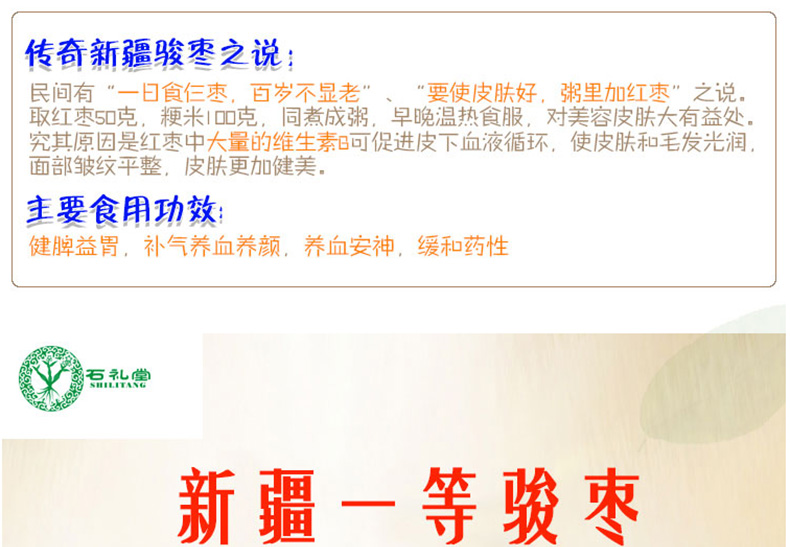 传奇新疆骏枣之说：
民间有“一日食仨枣，百岁不显老”、“要使皮肤好，粥里加红枣”之说。
取红枣50克，粳米100克，同煮成粥，早晚温热食服，对美容皮肤大有益处。
究其原因是红枣中大量的维生素B可促进皮下血液循环，使皮肤和毛发光润，
面部皱纹平整，皮肤更加健美。
主要食用功效：
健脾益胃，补气养血养颜，养血安神，缓和药性
石礼堂
SHILITANG
新疆一等骏枣